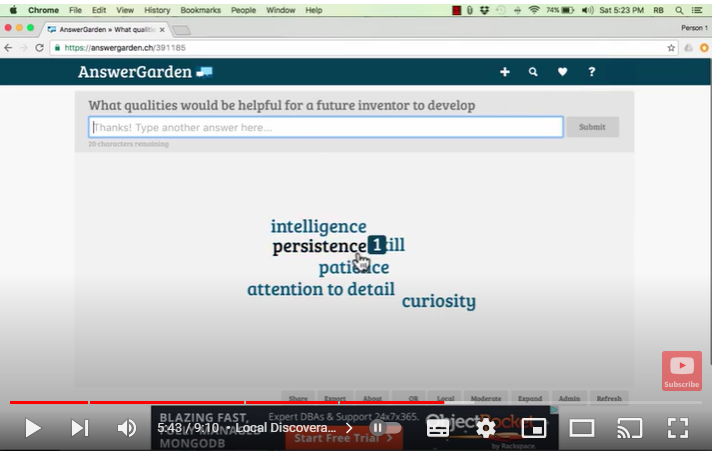 Chrome File Edit View History Bookmarks People Window Help 74% Sat 5:23 PM RB
AnswerGarden » What qualitie × Person 1
https://answergarden.ch/391185
AnswerGarden + ?
What qualities would be helpful for a future inventor to develop
Thanks! Type another answer here... Submit
20 characters remaining
intelligence
persistence 1 ill
patience
attention to detail
curiosity
Subscribe
Share Export About QR Local Moderate Expand Admin Refresh
BLAZING FAST,
Expert DBAs & Support 24x7x365.
ObjectRocket
5:43 / 9:10 • Local Discovera... >
MONGODB
Start Free Trial >
by Rackspace.